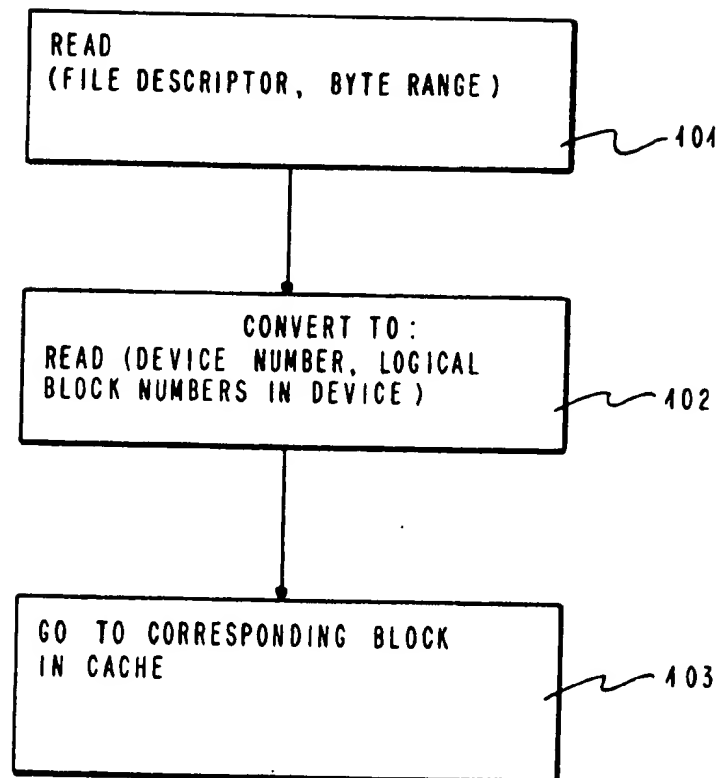 READ
(FILE DESCRIPTOR, BYTE RANGE)
101
CONVERT TO:
READ (DEVICE NUMBER, LOGICAL
BLOCK NUMBERS IN DEVICE)
102
GO TO CORRESPONDING BLOCK
IN CACHE
103